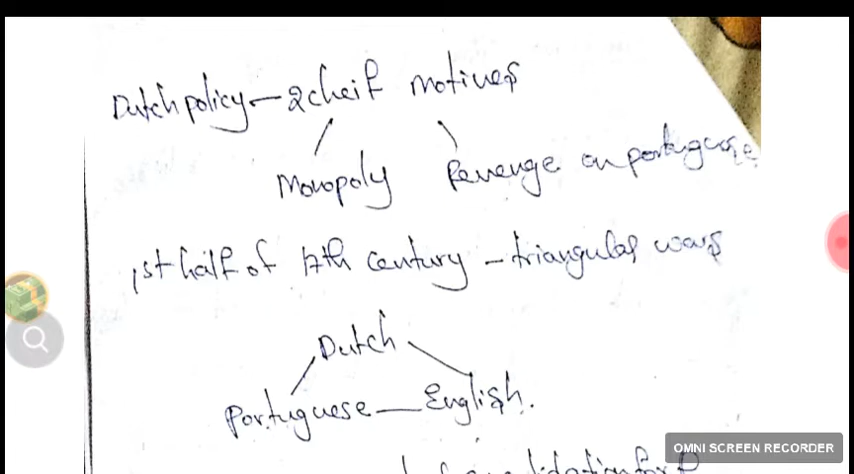 Dutch policy – 2 cheif motives
Monopoly Revenge on portuguese
1st half of 17th century – triangular wars
Dutch
Portuguese — English.
OMNI SCREEN RECORDER